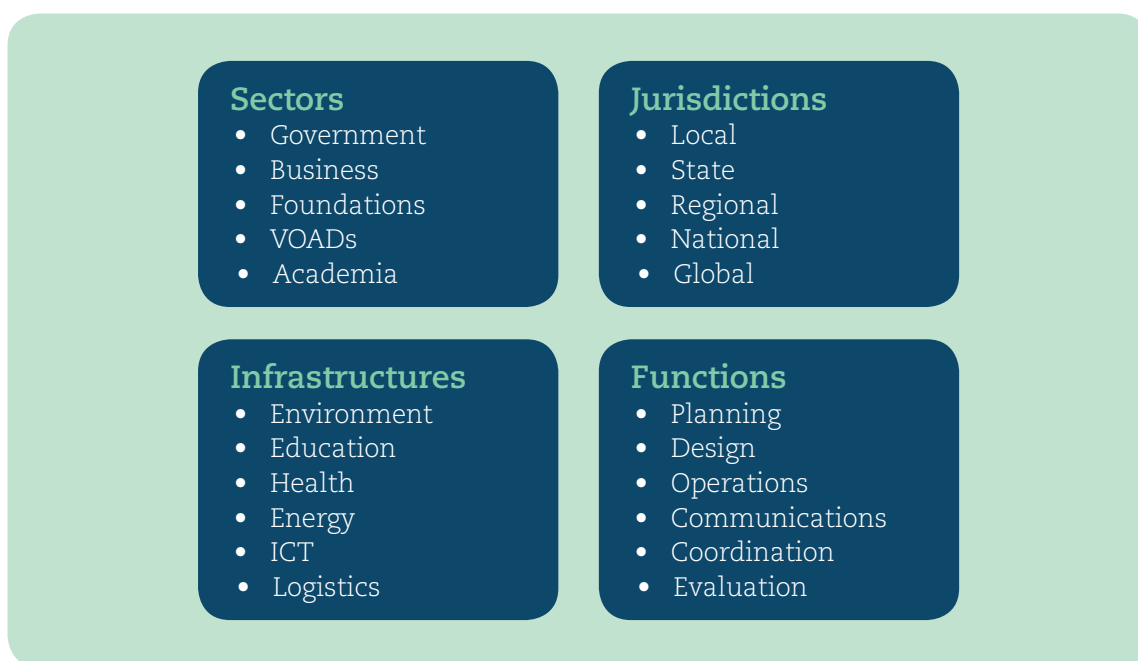 Sectors
• Government
• Business
• Foundations
• VOADs
• Academia
Jurisdictions
• Local
• State
• Regional
• National
• Global
Infrastructures
• Environment
• Education
• Health
• Energy
• ICT
• Logistics
Functions
• Planning
• Design
• Operations
• Communications
• Coordination
• Evaluation